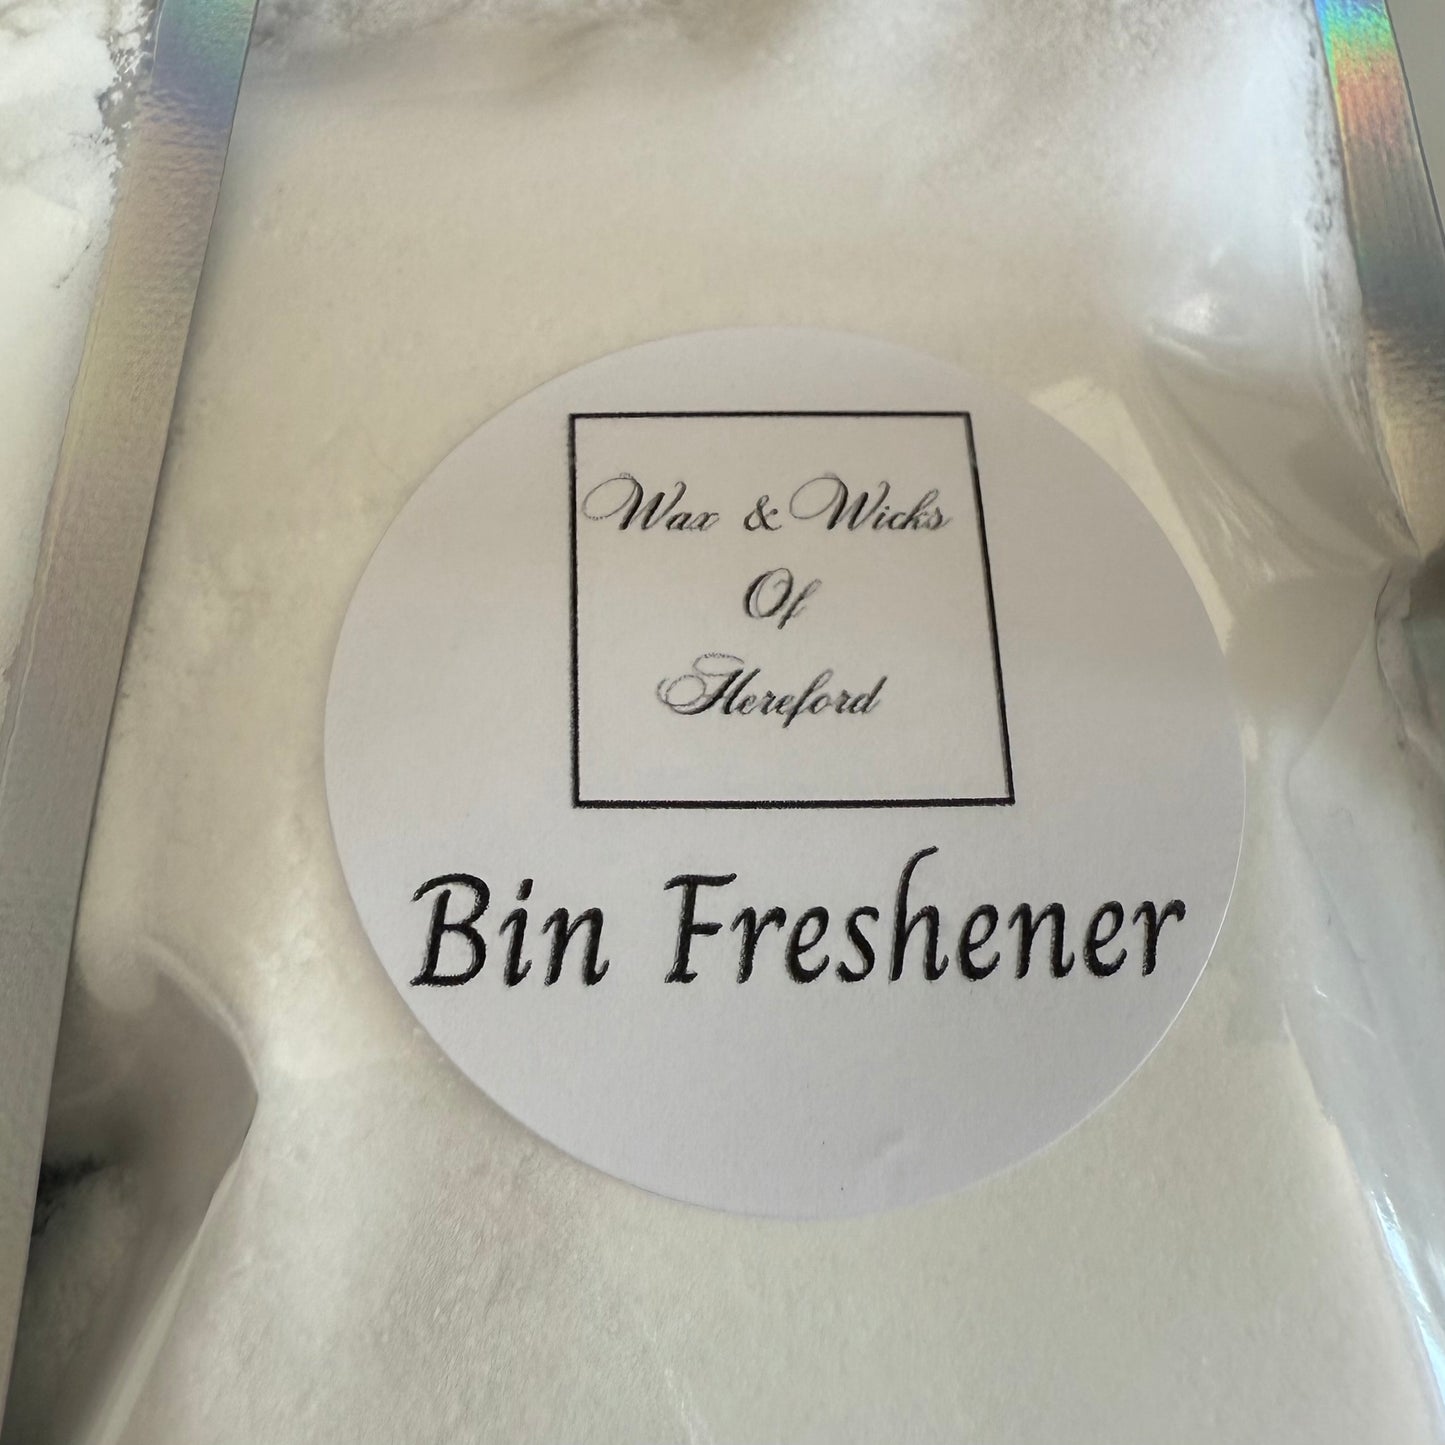 Wax & Wicks
Of
Hereford
Bin Freshener